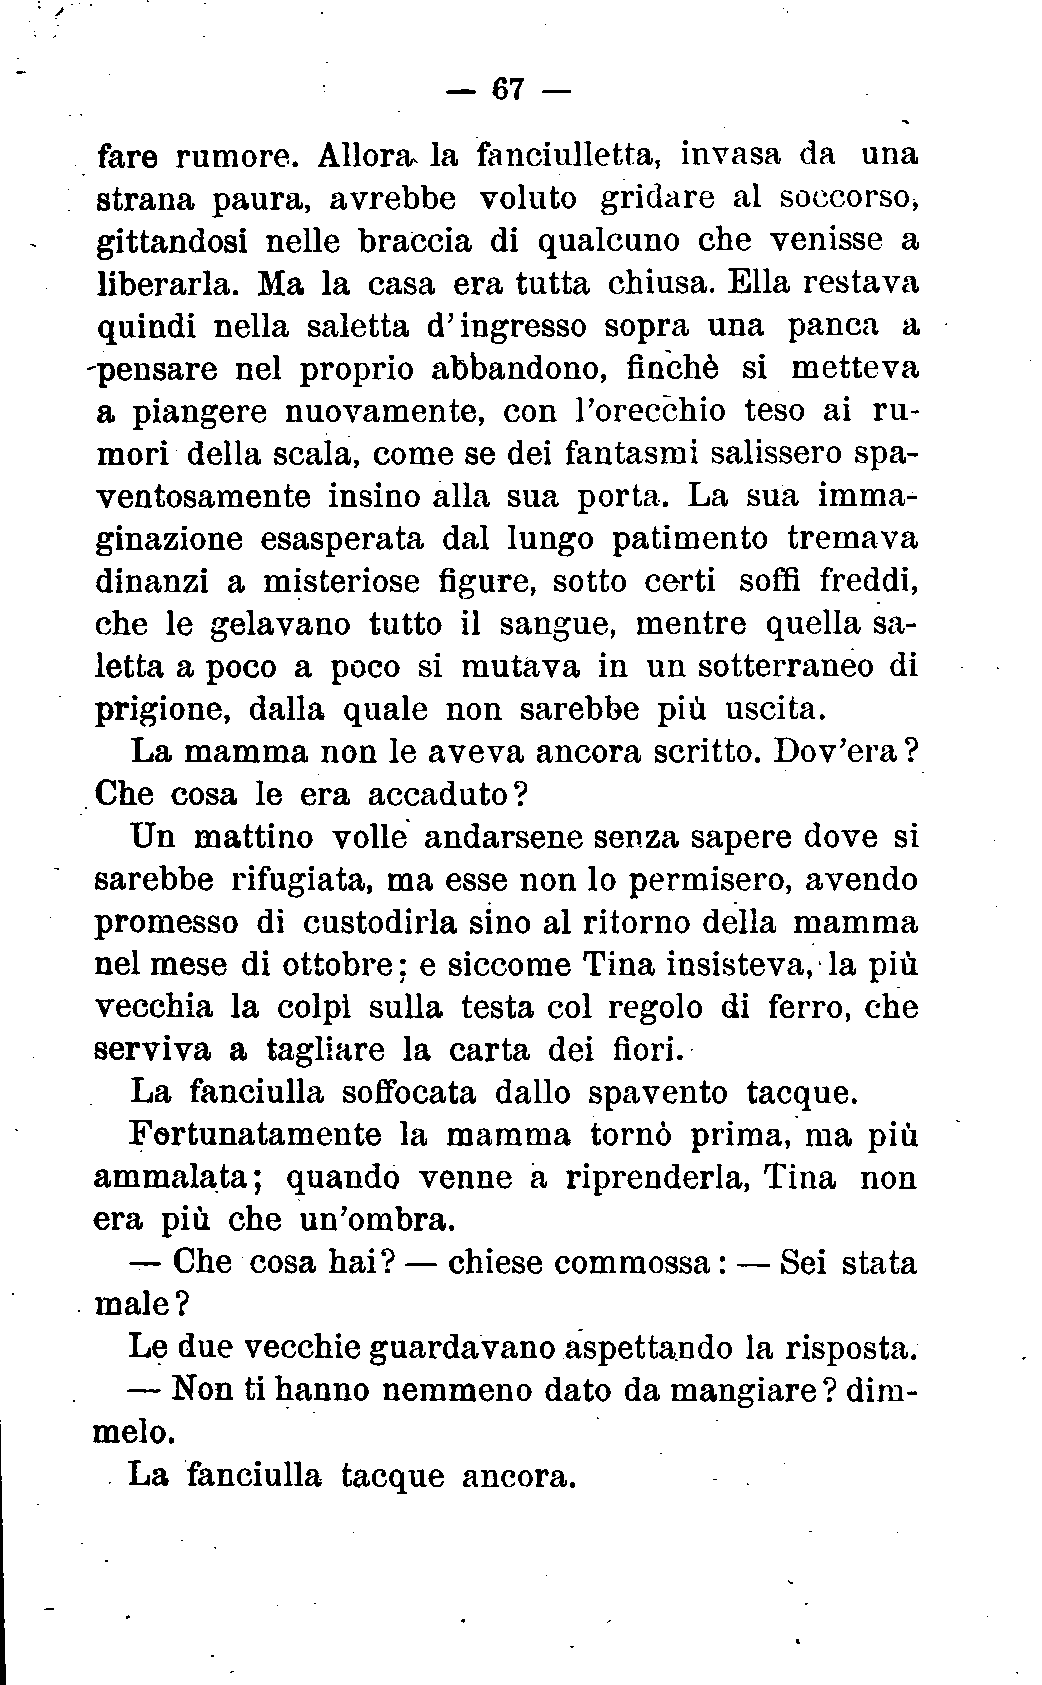 — 67 —
fare rumore. Allora la fanciulletta, invasa da una
strana paura, avrebbe voluto gridare al soccorso,
gittandosi nelle braccia di qualcuno che venisse a
liberarla. Ma la casa era tutta chiusa. Ella restava
quindi nella saletta d'ingresso sopra una panca a
pensare nel proprio abbandono, finchè si metteva
a piangere nuovamente, con l'orecchio teso ai ru-
mori della scala, come se dei fantasmi salissero spa-
ventosamente insino alla sua porta. La sua imma-
ginazione esasperata dal lungo patimento tremava
dinanzi a misteriose figure, sotto certi soffi freddi,
che le gelavano tutto il sangue, mentre quella sa-
letta a poco a poco si mutava in un sotterraneo di
prigione, dalla quale non sarebbe più uscita.
La mamma non le aveva ancora scritto. Dov'era?
Che cosa le era accaduto?
Un mattino volle andarsene senza sapere dove si
sarebbe rifugiata, ma esse non lo permisero, avendo
promesso di custodirla sino al ritorno della mamma
nel mese di ottobre; e siccome Tina insisteva, la più
vecchia la colpì sulla testa col regolo di ferro, che
serviva a tagliare la carta dei fiori.
La fanciulla soffocata dallo spavento tacque.
Fortunatamente la mamma tornò prima, ma più
ammalata; quando venne a riprenderla, Tina non
era più che un'ombra.
— Che cosa hai? — chiese commossa: — Sei stata
male?
Le due vecchie guardavano aspettando la risposta.
— Non ti hanno nemmeno dato da mangiare? dim-
melo.
La fanciulla tacque ancora.